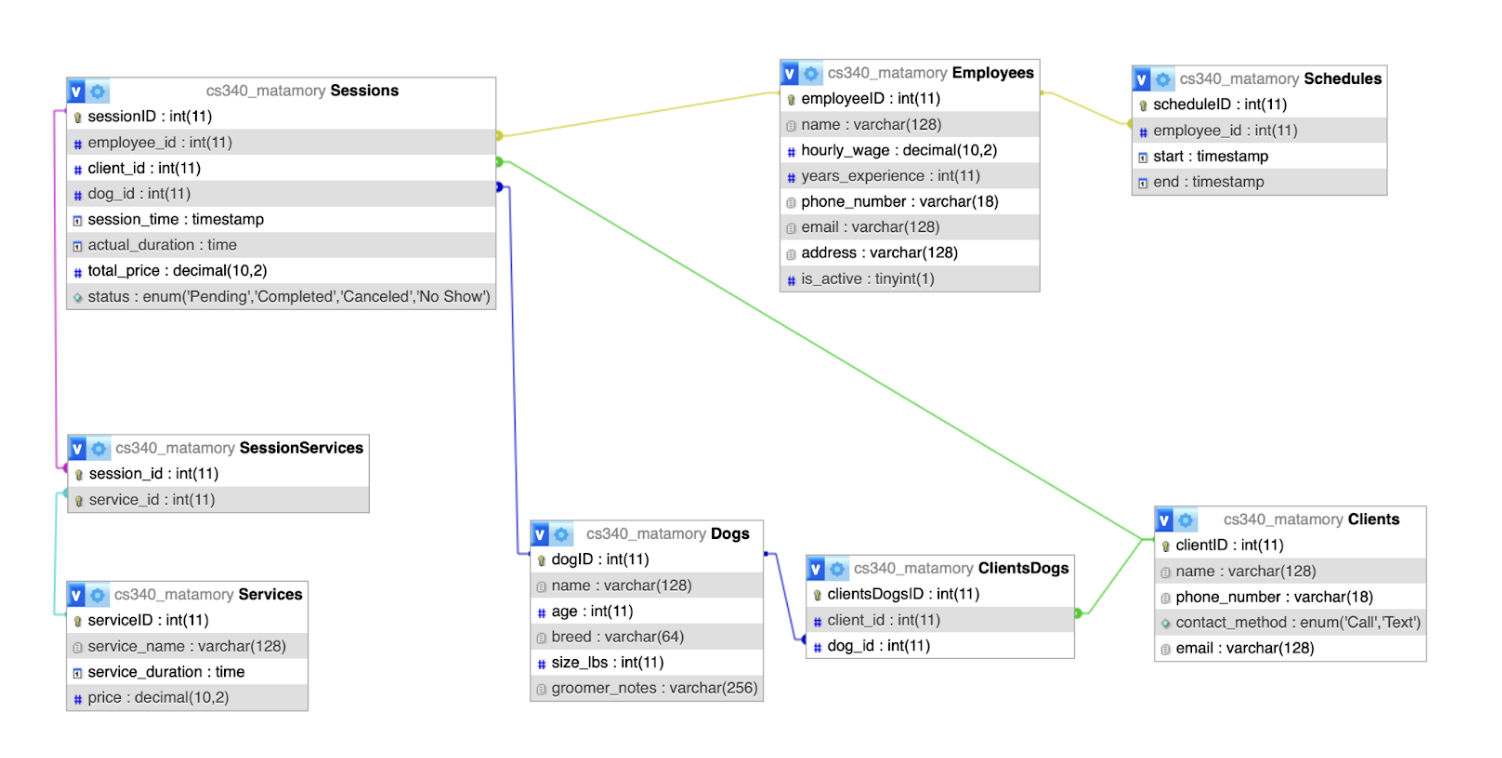 cs340_matamory Sessions
sessionID : int(11)
employee_id : int(11)
client_id : int(11)
dog_id : int(11)
session_time : timestamp
actual_duration : time
total_price : decimal(10,2)
status : enum('Pending','Completed','Canceled','No Show')
cs340_matamory Employees
employeeID : int(11)
name : varchar(128)
hourly_wage : decimal(10,2)
years_experience : int(11)
phone_number : varchar(18)
email : varchar(128)
address : varchar(128)
is_active : tinyint(1)
cs340_matamory Schedules
scheduleID : int(11)
employee_id : int(11)
start : timestamp
end : timestamp
cs340_matamory SessionServices
session_id : int(11)
service_id : int(11)
cs340_matamory Services
serviceID : int(11)
service_name : varchar(128)
service_duration : time
price : decimal(10,2)
cs340_matamory Dogs
dogID : int(11)
name : varchar(128)
age : int(11)
breed : varchar(64)
size_lbs : int(11)
groomer_notes : varchar(256)
cs340_matamory ClientsDogs
clientsDogsID : int(11)
client_id : int(11)
dog_id : int(11)
cs340_matamory Clients
clientID : int(11)
name : varchar(128)
phone_number : varchar(18)
contact_method : enum('Call','Text')
email : varchar(128)